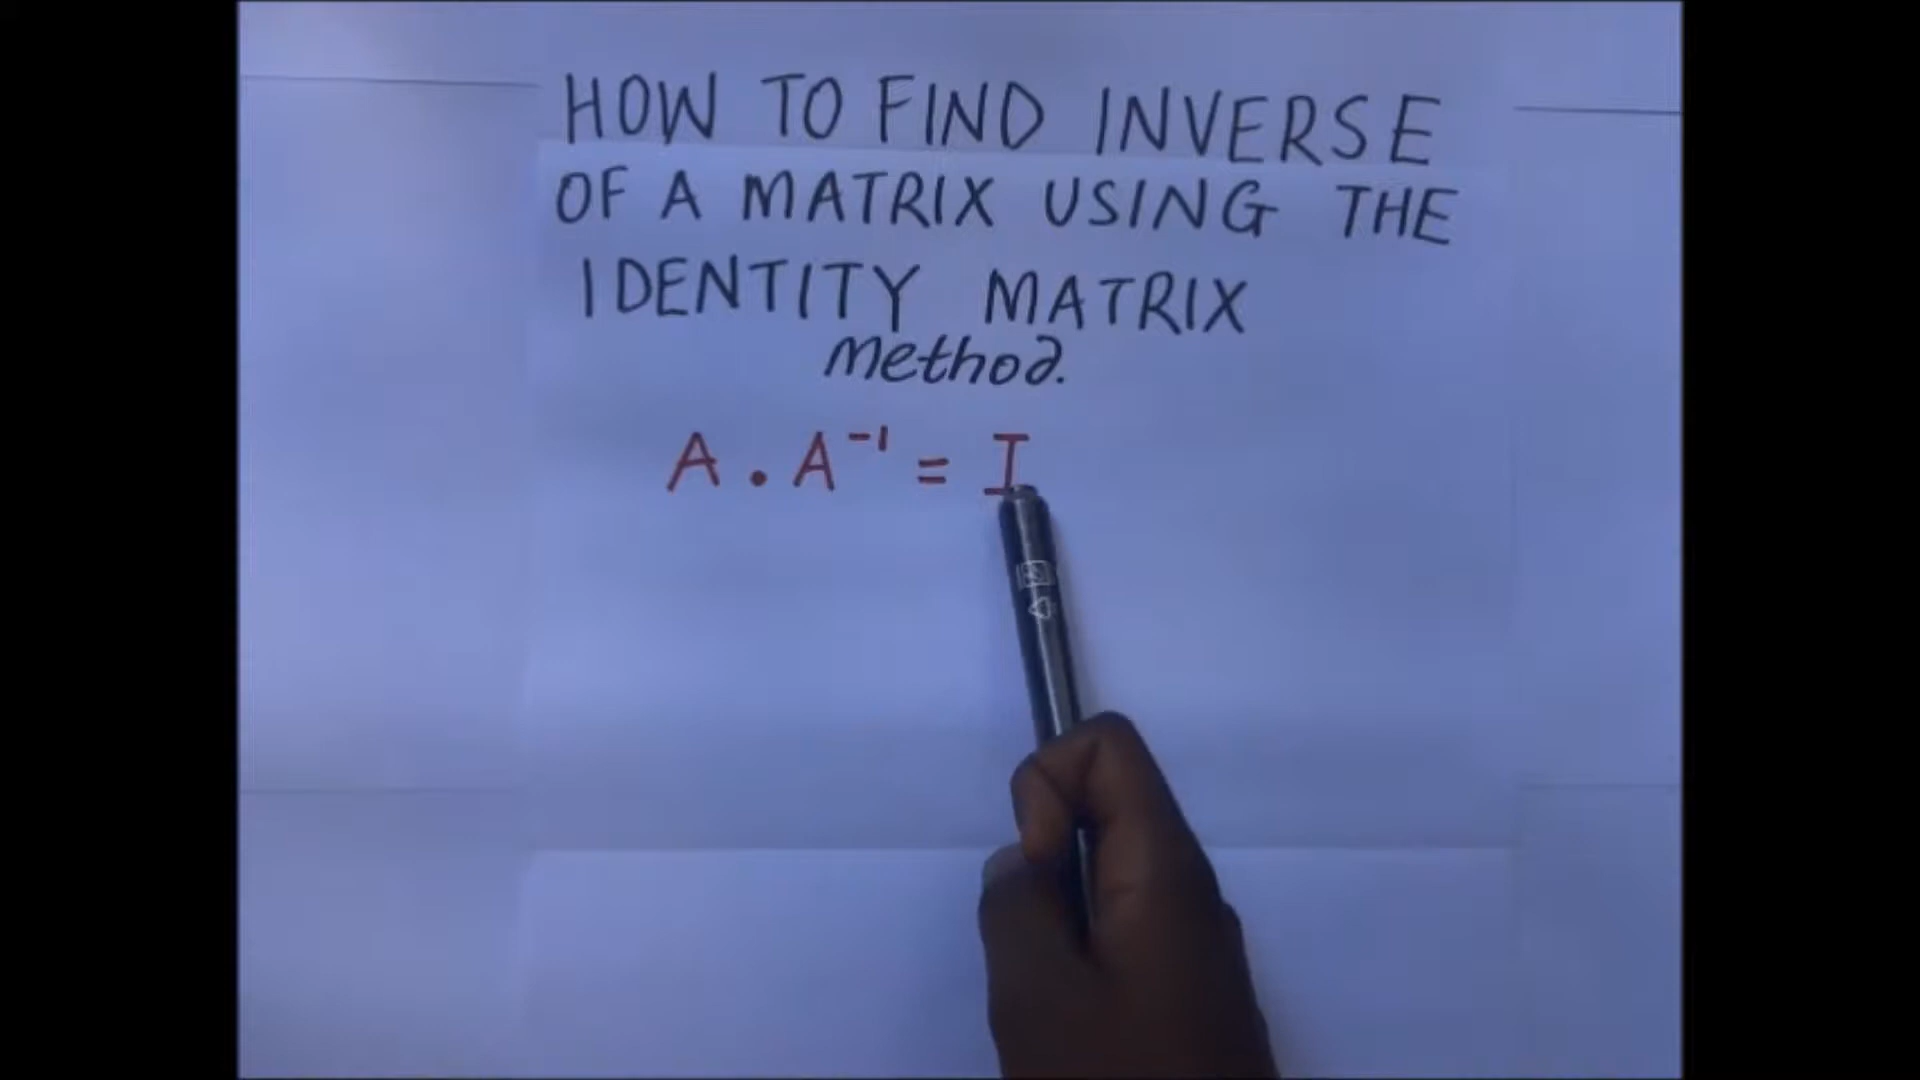 HOW TO FIND INVERSE
OF A MATRIX USING THE
IDENTITY MATRIX
method.
A . A⁻¹ = I